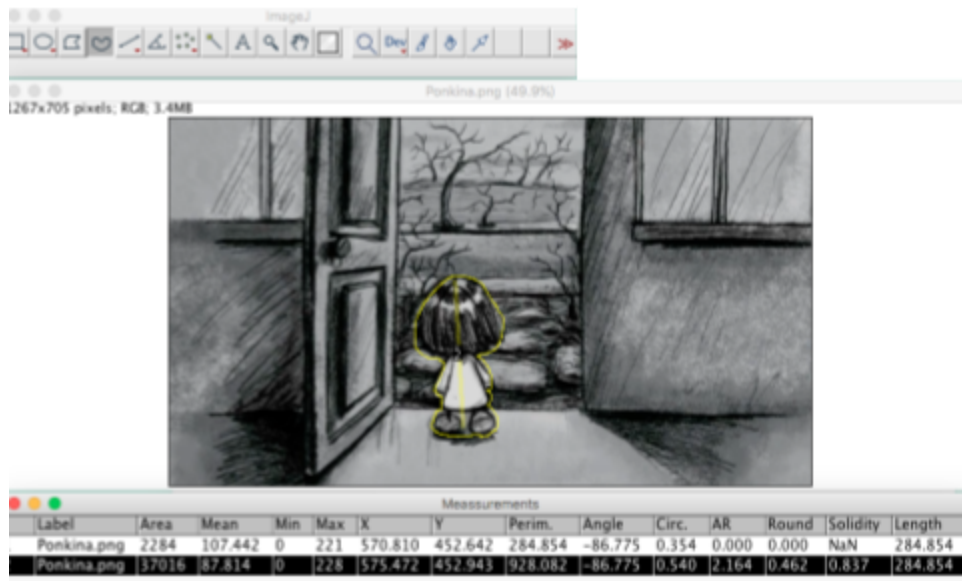 ImageJ
A Dev ≫
Ponkina.png (49.9%)
1267x705 pixels; RGB; 3.4MB
Meassurements
Label Area Mean Min Max X Y Perim. Angle Circ. AR Round Solidity Length
Ponkina.png 2284 107.442 0 221 570.810 452.642 284.854 −86.775 0.354 0.000 0.000 NaN 284.854
Ponkina.png 37016 87.814 0 228 575.472 452.943 928.082 −86.775 0.540 2.164 0.462 0.837 284.854